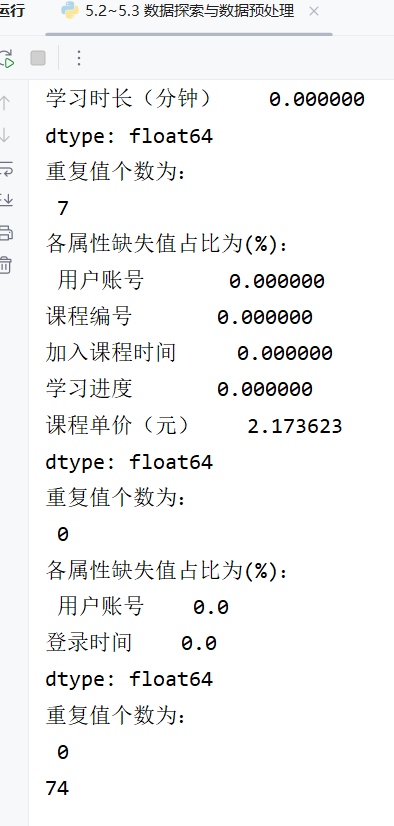 运行
5.2~5.3 数据探索与数据预处理
学习时长（分钟） 0.000000
dtype: float64
重复值个数为：
7
各属性缺失值占比为(%)：
用户账号 0.000000
课程编号 0.000000
加入课程时间 0.000000
学习进度 0.000000
课程单价（元） 2.173623
dtype: float64
重复值个数为：
0
各属性缺失值占比为(%)：
用户账号 0.0
登录时间 0.0
dtype: float64
重复值个数为：
0
74